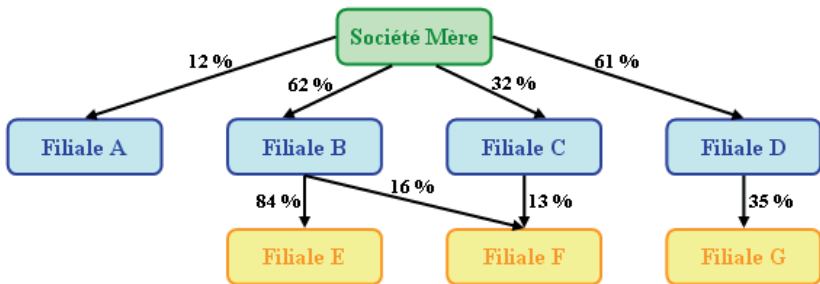 Société Mère
12 %
62 %
32 %
61 %
Filiale A
Filiale B
Filiale C
Filiale D
84 %
16 %
13 %
35 %
Filiale E
Filiale F
Filiale G